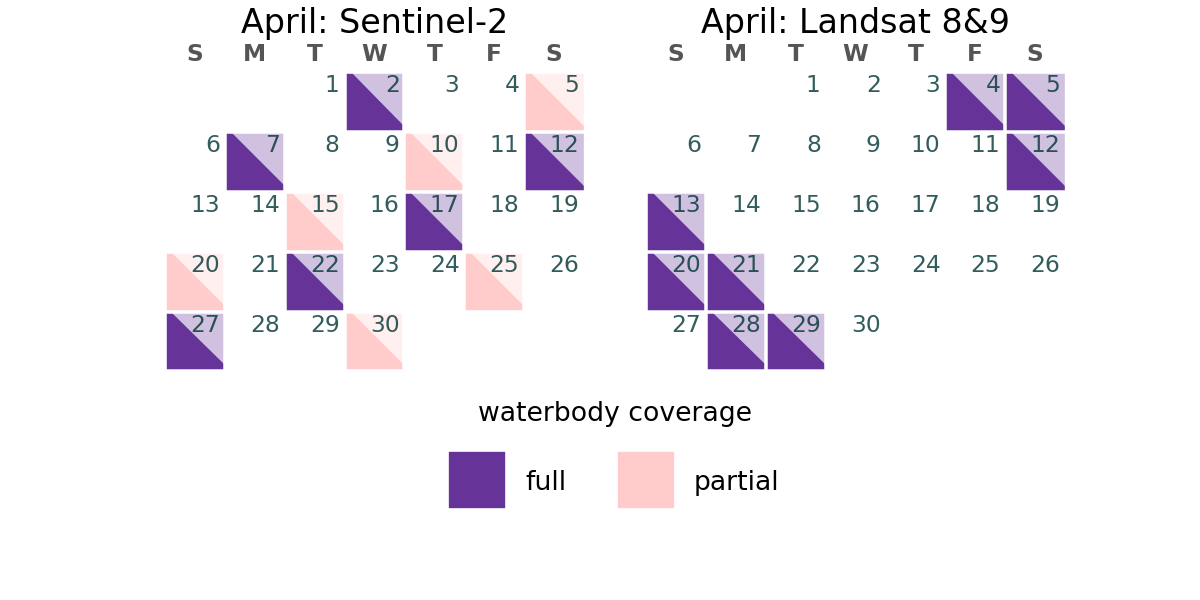 April: Sentinel-2
S M T W T F S
1 2 3 4 5
6 7 8 9 10 11 12
13 14 15 16 17 18 19
20 21 22 23 24 25 26
27 28 29 30
April: Landsat 8&9
S M T W T F S
1 2 3 4 5
6 7 8 9 10 11 12
13 14 15 16 17 18 19
20 21 22 23 24 25 26
27 28 29 30
waterbody coverage
full partial